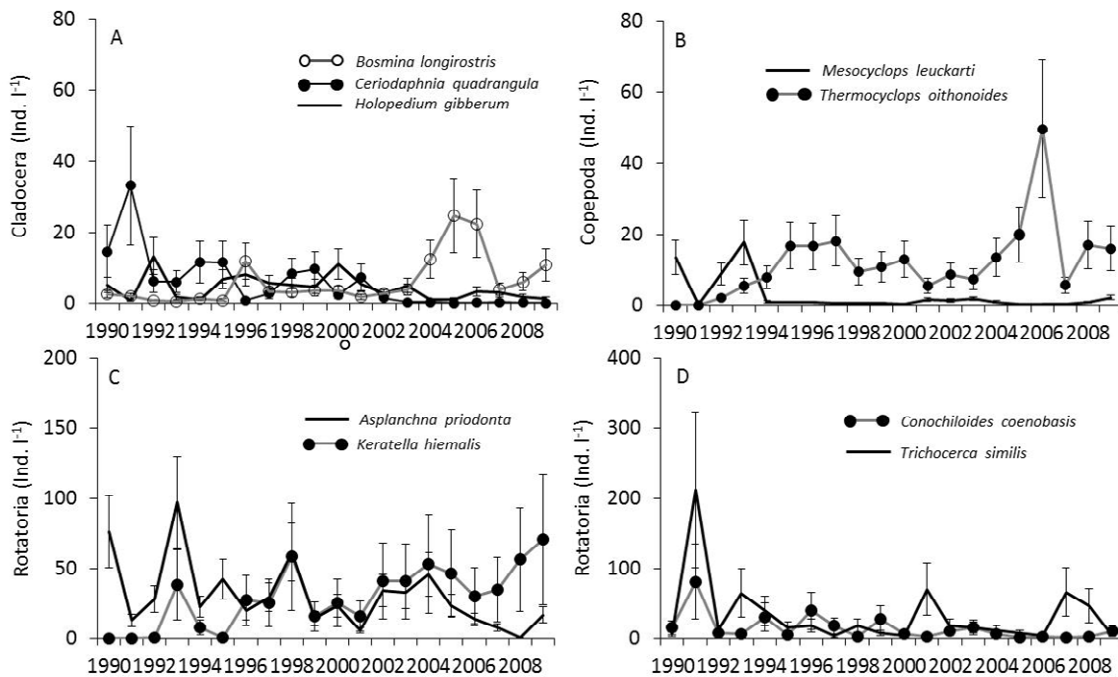 A
Cladocera (Ind. l-1)
80
60
40
20
0
Bosmina longirostris
Ceriodaphnia quadrangula
Holopedium gibberum
1990 1992 1994 1996 1998 2000 2002 2004 2006 2008
B
Copepoda (Ind. l-1)
80
60
40
20
0
Mesocyclops leuckarti
Thermocyclops oithonoides
1990 1992 1994 1996 1998 2000 2002 2004 2006 2008
C
Rotatoria (Ind. l-1)
200
150
100
50
0
Asplanchna priodonta
Keratella hiemalis
1990 1992 1994 1996 1998 2000 2002 2004 2006 2008
D
Rotatoria (Ind. l-1)
400
300
200
100
0
Conochiloides coenobasis
Trichocerca similis
1990 1992 1994 1996 1998 2000 2002 2004 2006 2008